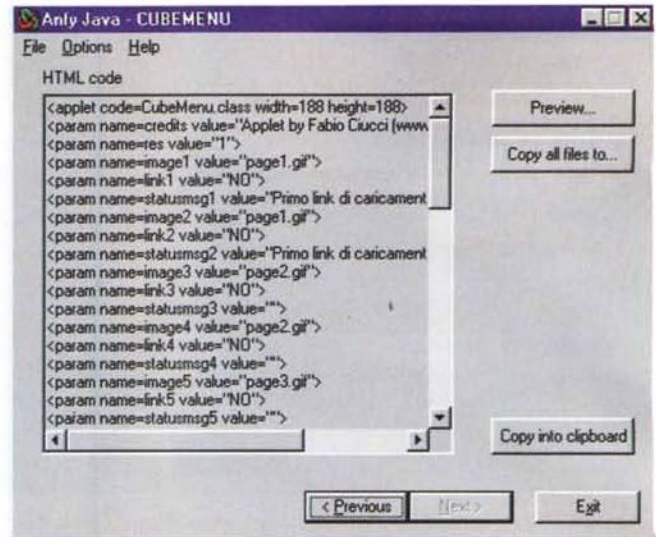 Anfy Java - CUBEMENU
File Options Help
HTML code
<applet code=CubeMenu.class width=188 height=188>
<param name=credits value="Applet by Fabio Ciucci (www
<param name=res value="1">
<param name=image1 value="page1.gif">
<param name=link1 value="NO">
<param name=statusmsg1 value="Primo link di caricament
<param name=image2 value="page1.gif">
<param name=link2 value="NO">
<param name=statusmsg2 value="Primo link di caricament
<param name=image3 value="page2.gif">
<param name=link3 value="NO">
<param name=statusmsg3 value="">
<param name=image4 value="page2.gif">
<param name=link4 value="NO">
<param name=statusmsg4 value="">
<param name=image5 value="page3.gif">
<param name=link5 value="NO">
<param name=statusmsg5 value="">
Preview...
Copy all files to...
Copy into clipboard
< Previous
Next >
Exit